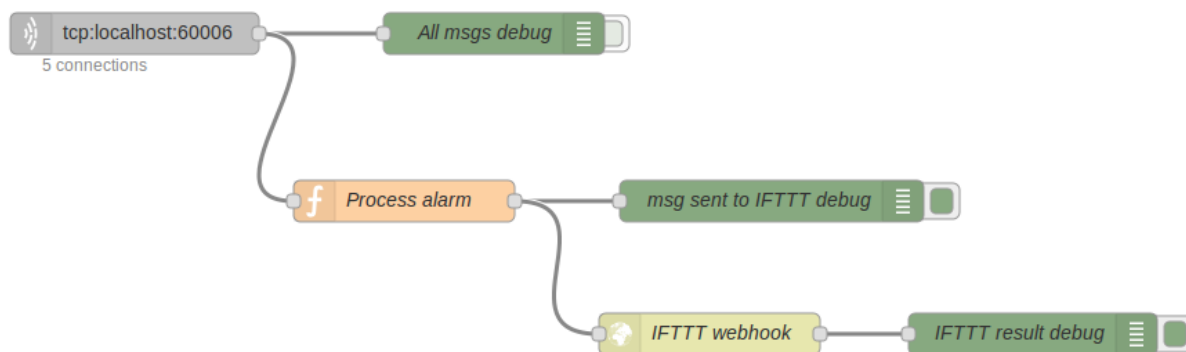 tcp:localhost:60006
All msgs debug
5 connections
Process alarm
msg sent to IFTTT debug
IFTTT webhook
IFTTT result debug